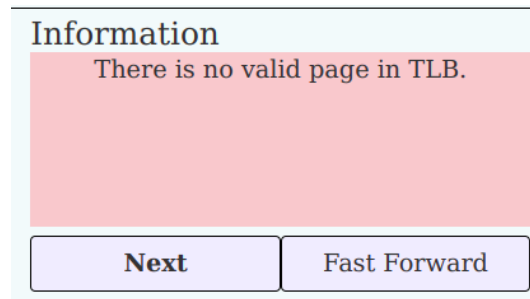 Information
There is no valid page in TLB.
Next
Fast Forward